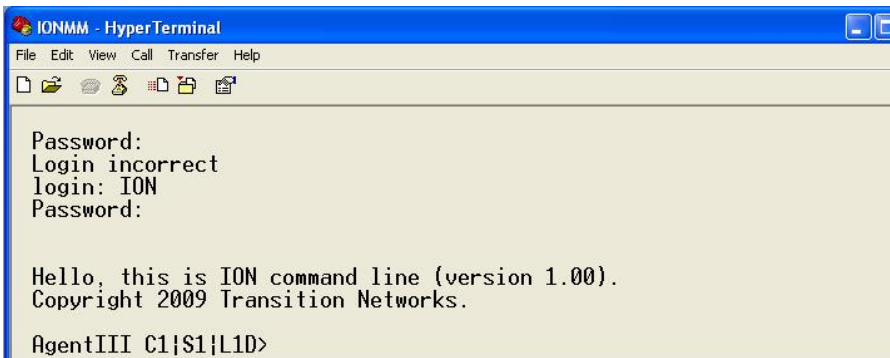 IONMM - HyperTerminal
File Edit View Call Transfer Help
Password:
Login incorrect
login: ION
Password:
Hello, this is ION command line (version 1.00).
Copyright 2009 Transition Networks.
AgentIII C1|S1|L1D>